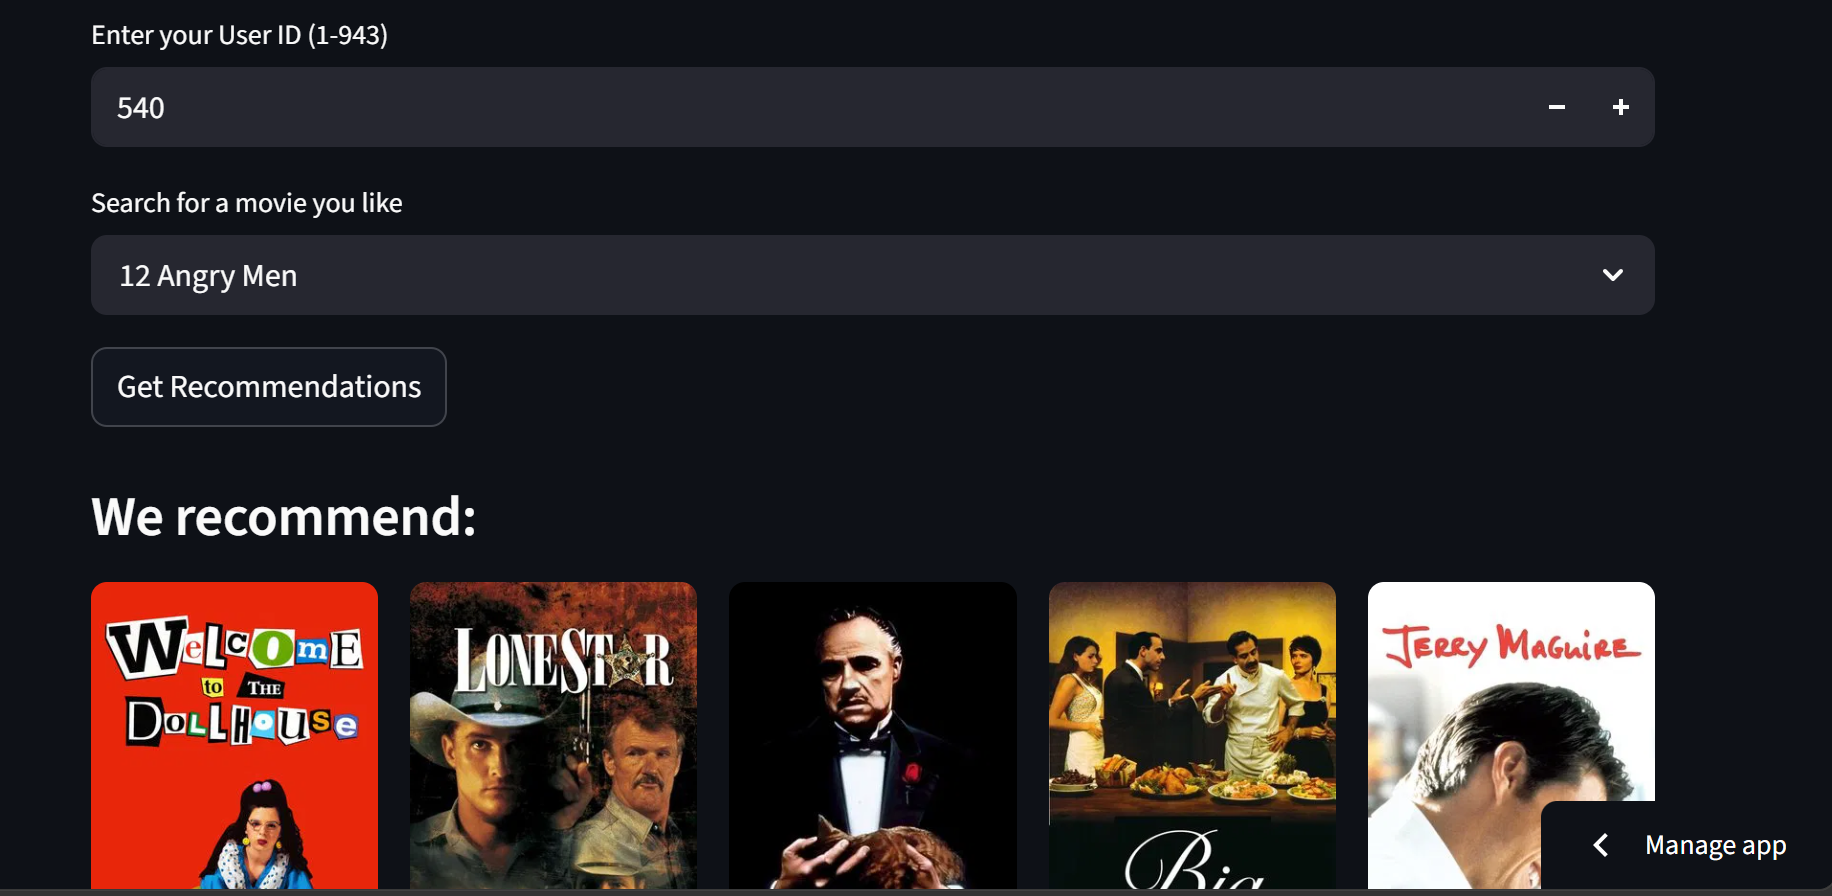 Enter your User ID (1-943)
540
Search for a movie you like
12 Angry Men
Get Recommendations
We recommend:
WELCOME
to THE
DOLLHOUSE
LONE STAR
JERRY MAGUIRE
Big
Manage app